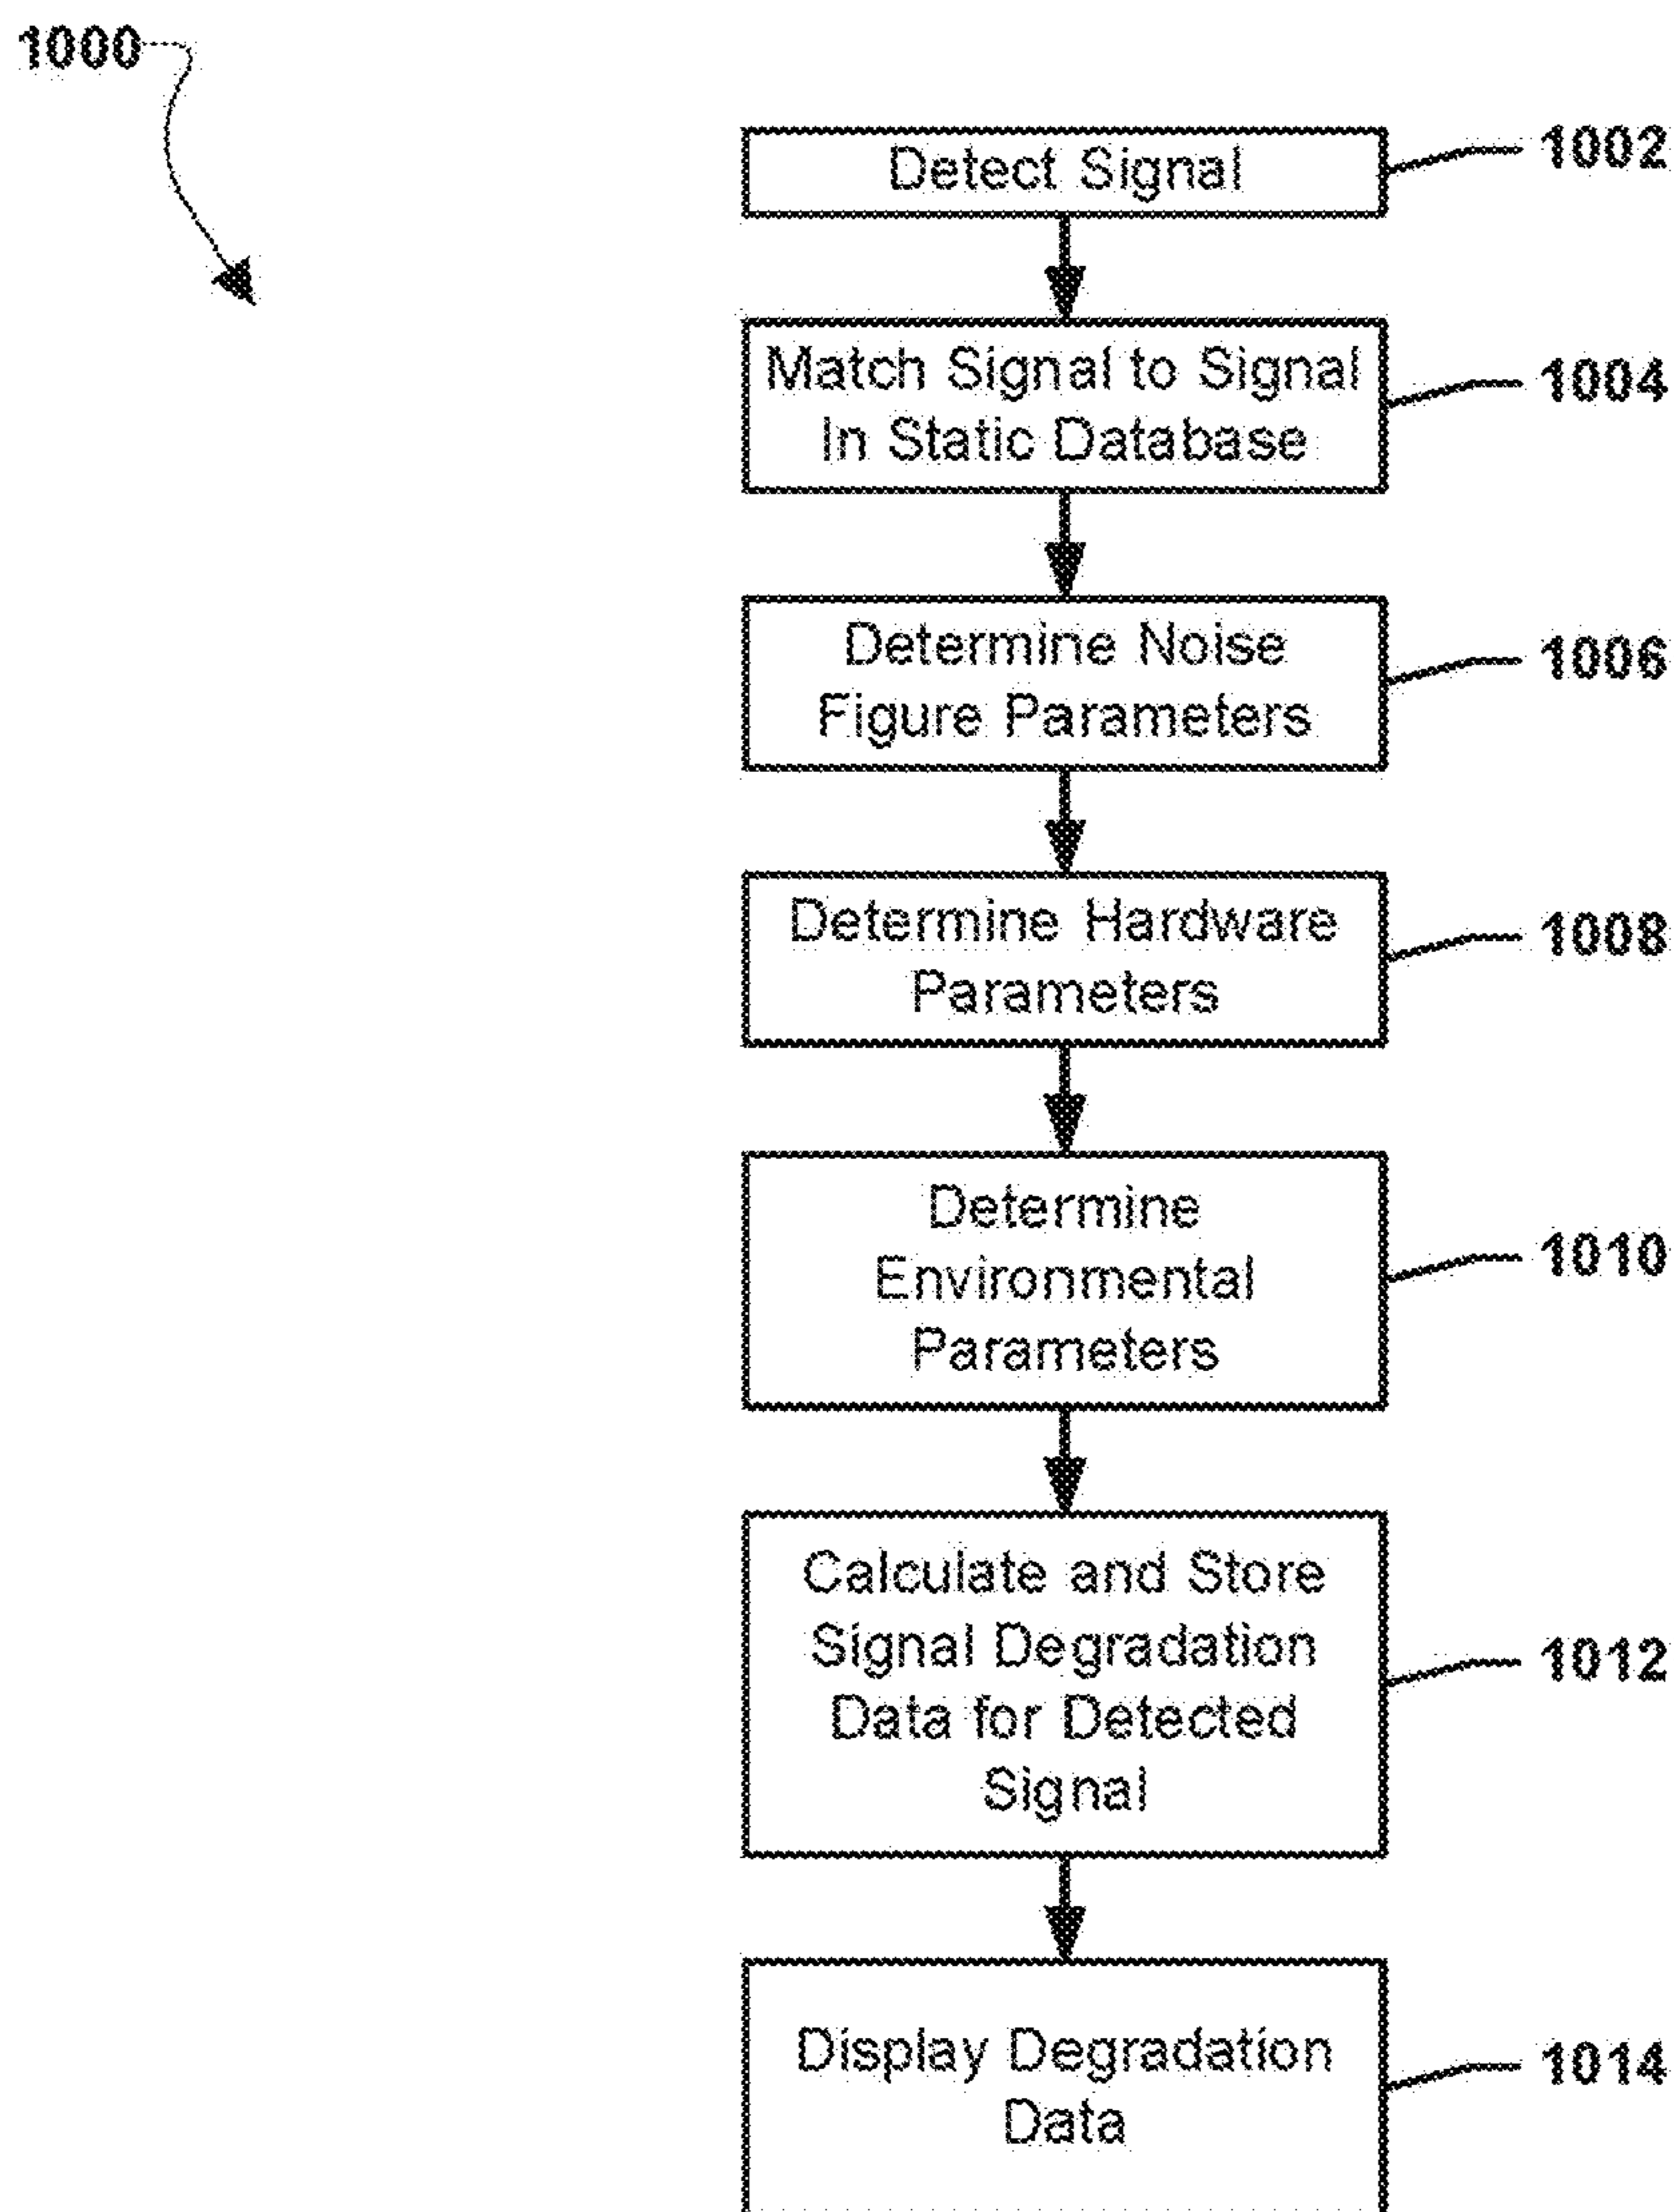 1000
Detect Signal
1002
Match Signal to Signal
In Static Database
1004
Determine Noise
Figure Parameters
1006
Determine Hardware
Parameters
1008
Determine
Environmental
Parameters
1010
Calculate and Store
Signal Degradation
Data for Detected
Signal
1012
Display Degradation
Data
1014